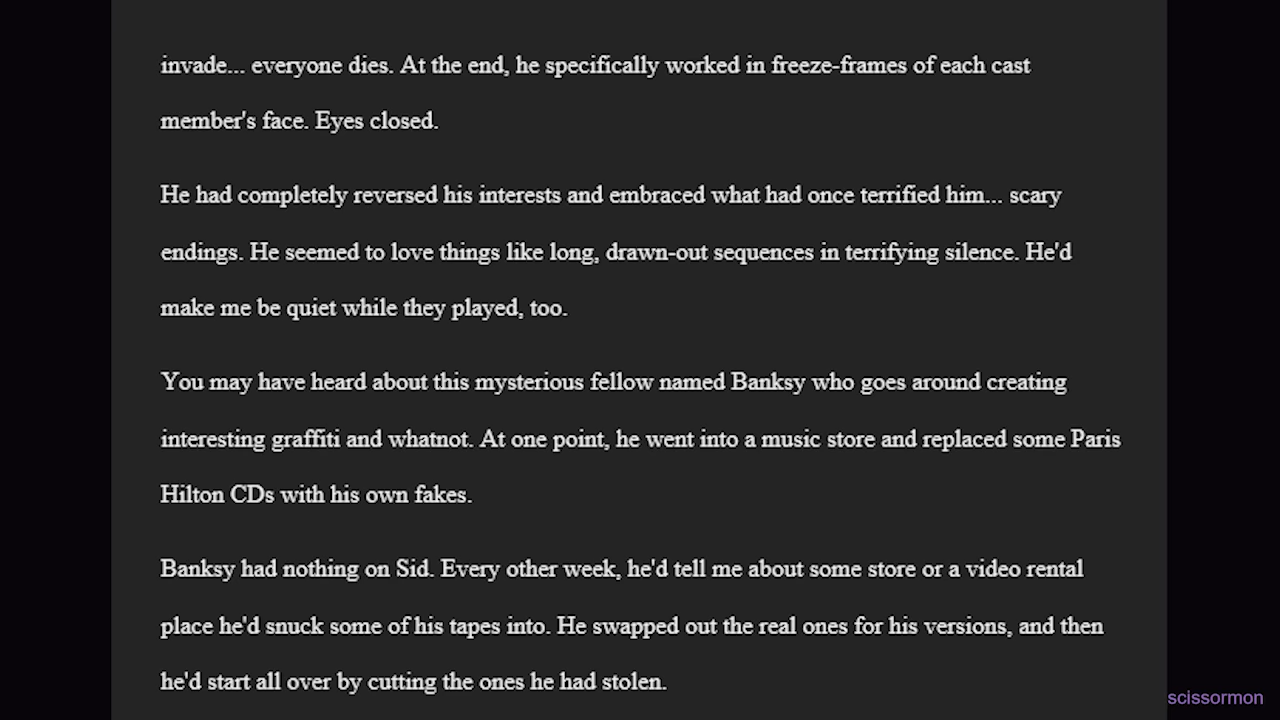 invade... everyone dies. At the end, he specifically worked in freeze-frames of each cast
member's face. Eyes closed.
He had completely reversed his interests and embraced what had once terrified him... scary
endings. He seemed to love things like long, drawn-out sequences in terrifying silence. He'd
make me be quiet while they played, too.
You may have heard about this mysterious fellow named Banksy who goes around creating
interesting graffiti and whatnot. At one point, he went into a music store and replaced some Paris
Hilton CDs with his own fakes.
Banksy had nothing on Sid. Every other week, he'd tell me about some store or a video rental
place he'd snuck some of his tapes into. He swapped out the real ones for his versions, and then
he'd start all over by cutting the ones he had stolen.
scissormon